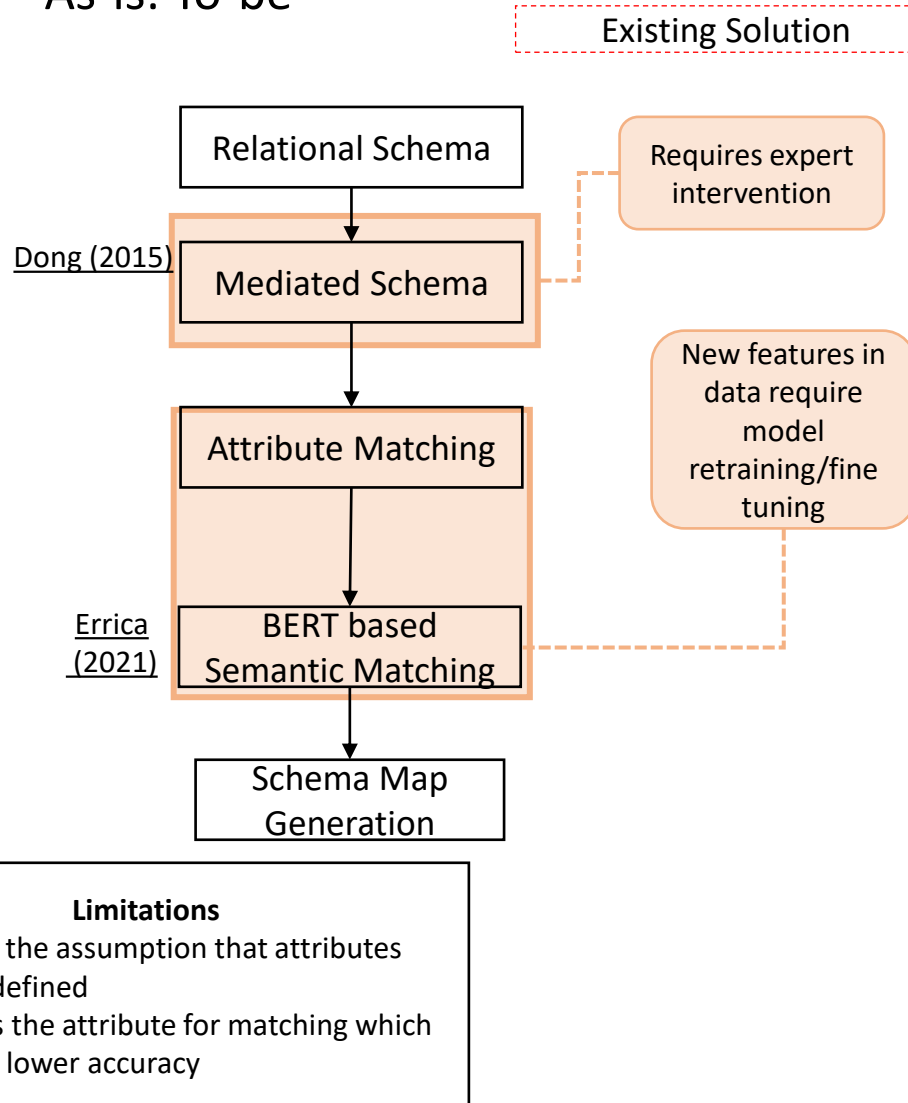 As is: To be
Existing Solution
Relational Schema
Requires expert
intervention
Dong (2015)
Mediated Schema
New features in
data require
model
retraining/fine
tuning
Attribute Matching
Errica
(2021)
BERT based
Semantic Matching
Schema Map
Generation
Limitations
the assumption that attributes
defined
the attribute for matching which
lower accuracy